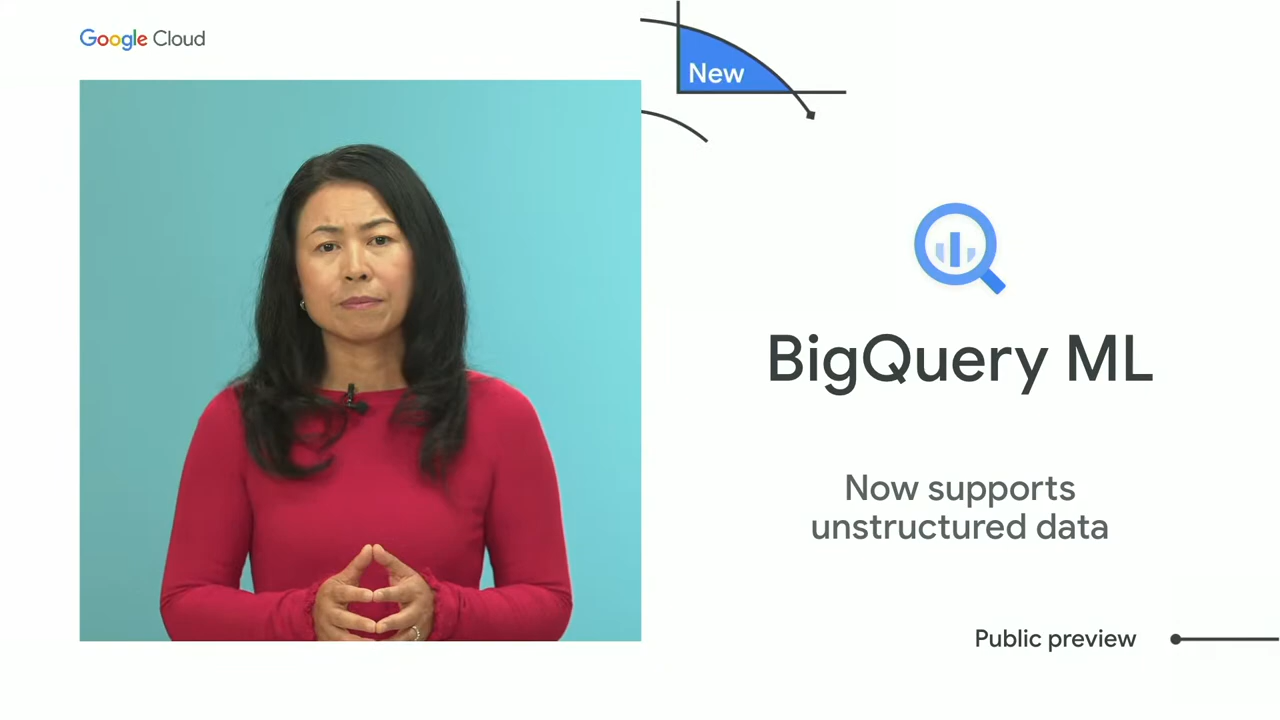 Google Cloud
New
BigQuery ML
Now supports
unstructured data
Public preview